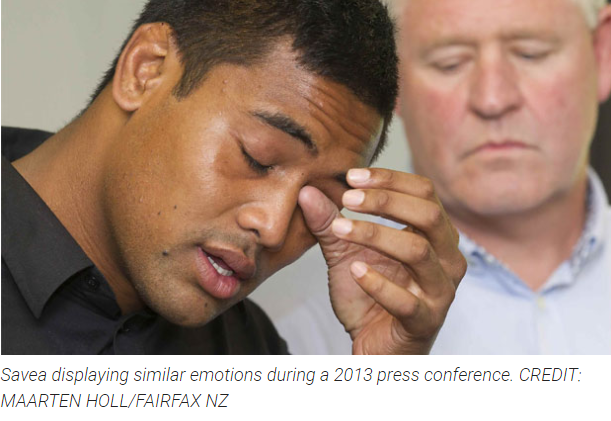 Savea displaying similar emotions during a 2013 press conference. CREDIT:
MAARTEN HOLL/FAIRFAX NZ